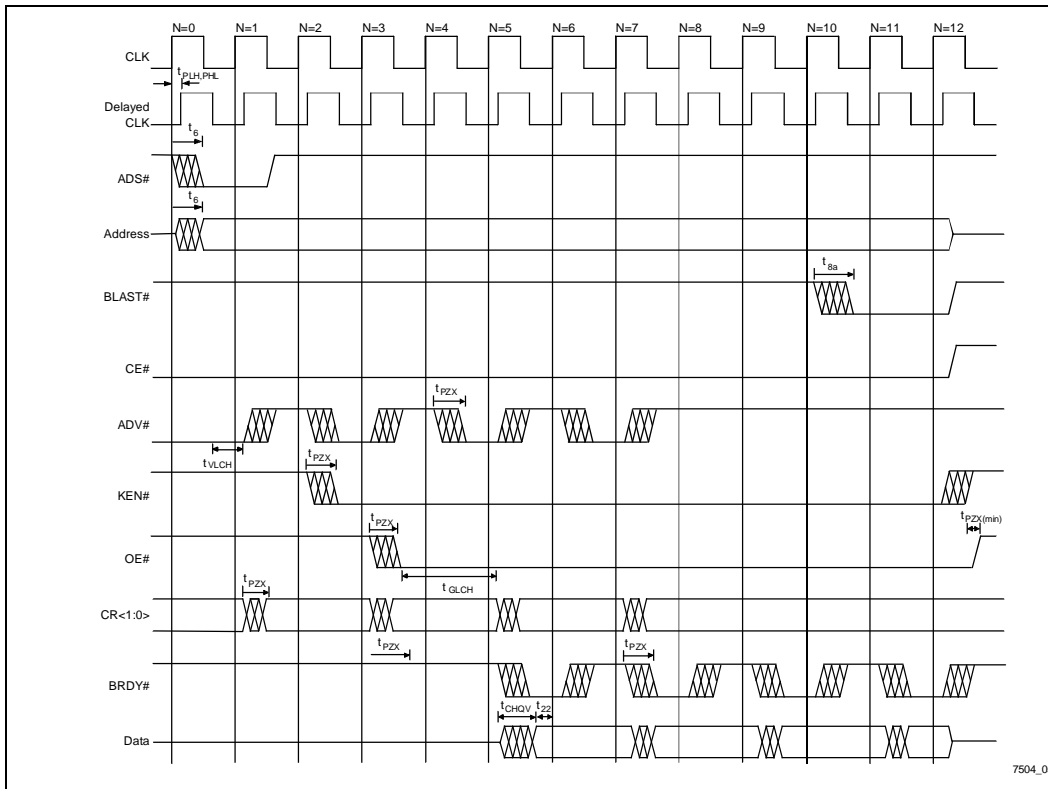 N=0 N=1 N=2 N=3 N=4 N=5 N=6 N=7 N=8 N=9 N=10 N=11 N=12
CLK
tPLH,PHL
Delayed
CLK
t6
ADS#
t6
Address
t8a
BLAST#
CE#
tPZX
ADV#
tVLCH
tPZX
KEN#
tPZX
tPZX(min)
OE#
tGLCH
tPZX
CR<1:0>
tPZX tPZX
BRDY#
tCHQV t22
Data